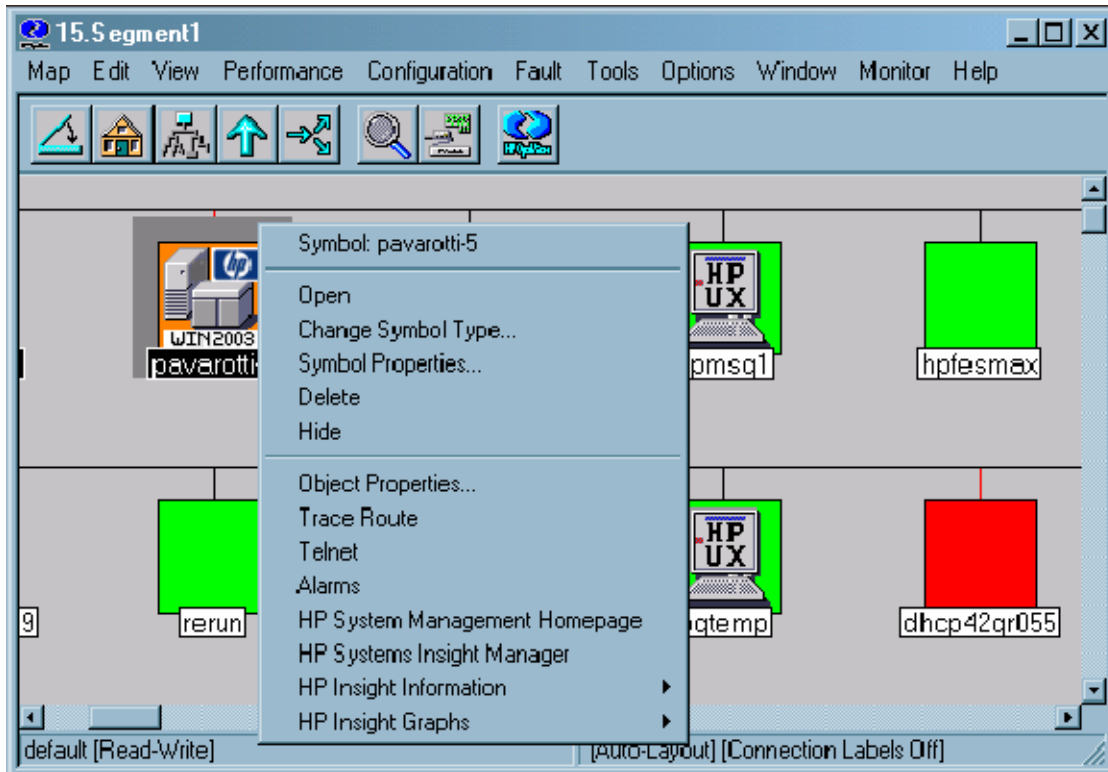 15.Segment1
Map Edit View Performance Configuration Fault Tools Options Window Monitor Help
hp
WIN2003
pavarotti
Symbol: pavarotti-5
Open
Change Symbol Type...
Symbol Properties...
Delete
Hide
Object Properties...
Trace Route
Telnet
Alarms
HP System Management Homepage
HP Systems Insight Manager
HP Insight Information
HP Insight Graphs
HP
UX
pmsq1
hpfesmax
9
rerun
HP
UX
qtemp
dhcp42qr055
default [Read-Write]
[Auto-Layout] [Connection Labels Off]